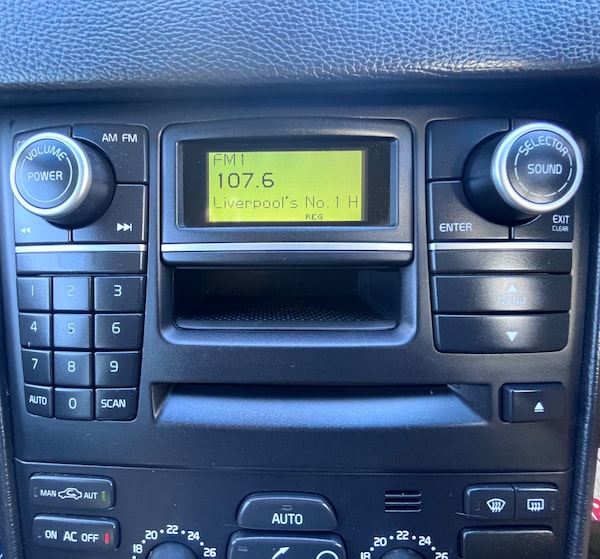 VOLUME
POWER
AM FM
FM1
107.6
Liverpool's No.1 H
REG
SELECTOR
SOUND
ENTER
EXIT
CLEAR
MENU
1 2 3
4 5 6
7 8 9
AUTO 0 SCAN
MAN AUT
ON AC OFF
AUTO
18 20 22 24 26
18 20 22 24 26